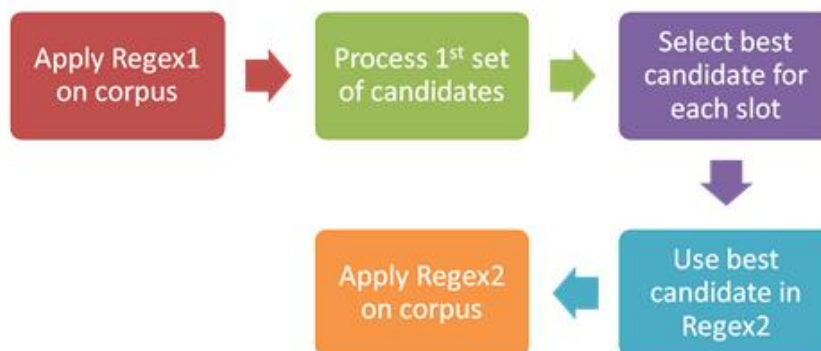 Apply Regex1
on corpus
Process 1st set
of candidates
Select best
candidate for
each slot
Use best
candidate in
Regex2
Apply Regex2
on corpus